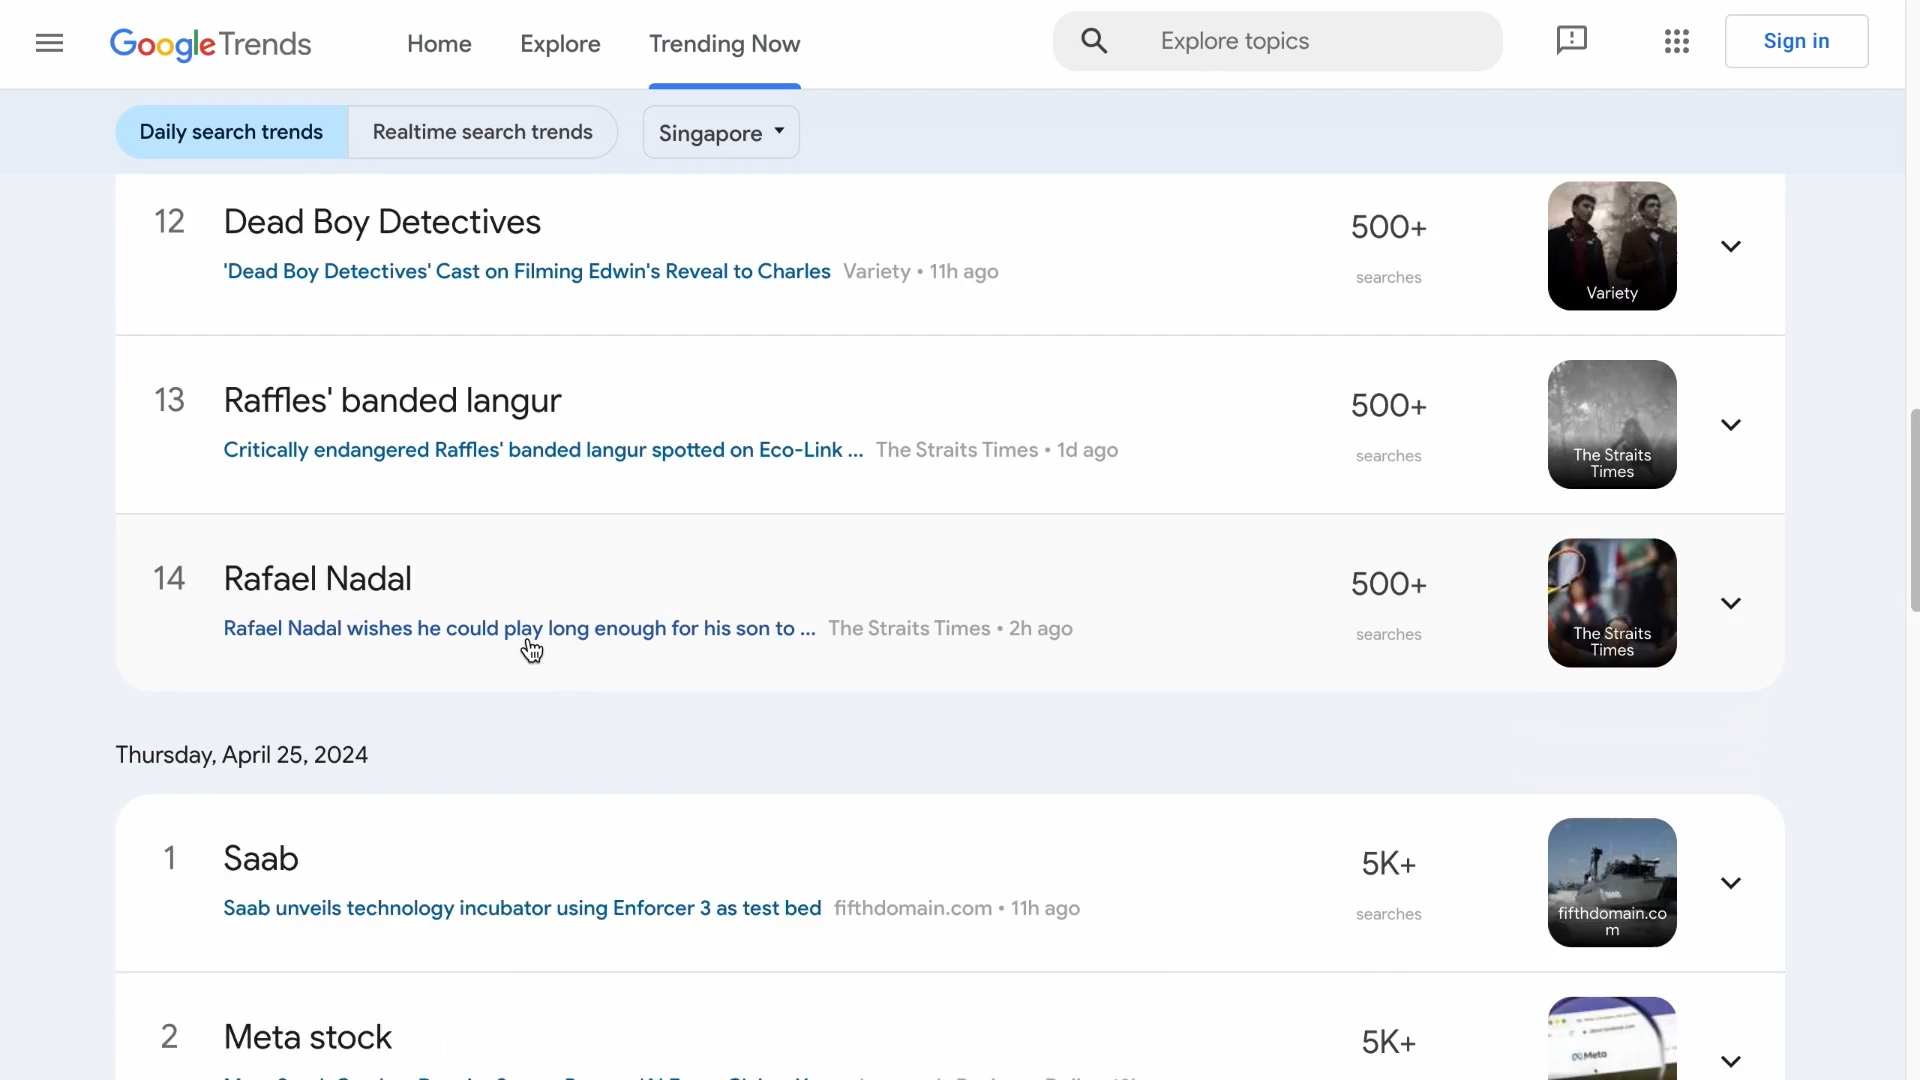 Google Trends
Home
Explore
Trending Now
Explore topics
Sign in
Daily search trends
Realtime search trends
Singapore
12
Dead Boy Detectives
'Dead Boy Detectives' Cast on Filming Edwin's Reveal to Charles Variety • 11h ago
500+
searches
Variety
13
Raffles' banded langur
Critically endangered Raffles' banded langur spotted on Eco-Link ... The Straits Times • 1d ago
500+
searches
The Straits
Times
14
Rafael Nadal
Rafael Nadal wishes he could play long enough for his son to ... The Straits Times • 2h ago
500+
searches
The Straits
Times
Thursday, April 25, 2024
1
Saab
Saab unveils technology incubator using Enforcer 3 as test bed fifthdomain.com • 11h ago
5K+
searches
fifthdomain.co
m
2
Meta stock
5K+
Meta